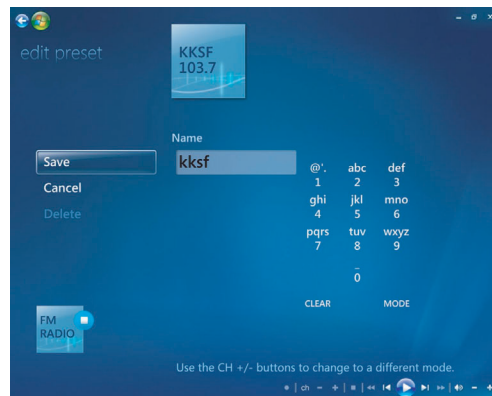 edit preset
KKSF
103.7
Name
kksf
Save
Cancel
Delete
@'. abc def
1 2 3
ghi jkl mno
4 5 6
pqrs tuv wxyz
7 8 9
_
0
CLEAR MODE
FM
RADIO
Use the CH +/- buttons to change to a different mode.
ch - +